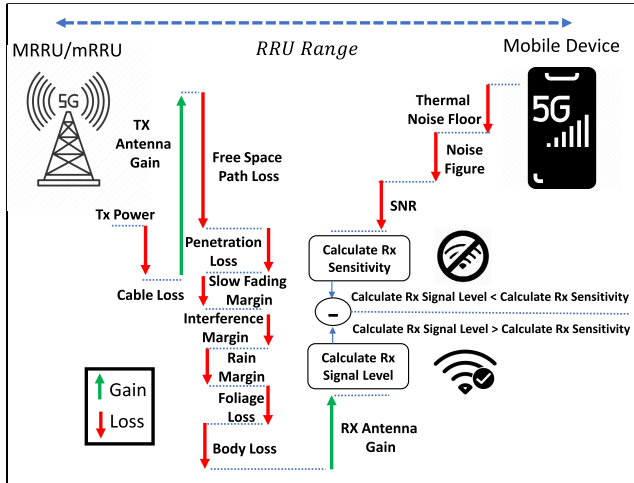 MRRU/mRRU
RRU Range
Mobile Device
5G
TX
Antenna
Gain
Free Space
Path Loss
Tx Power
Cable Loss
Penetration
Loss
Slow Fading
Margin
Interference
Margin
Rain
Margin
Foliage
Loss
Body Loss
Gain
Loss
Thermal
Noise Floor
Noise
Figure
SNR
5G
Calculate Rx
Sensitivity
Calculate Rx Signal Level < Calculate Rx Sensitivity
–
Calculate Rx Signal Level > Calculate Rx Sensitivity
Calculate Rx
Signal Level
RX Antenna
Gain